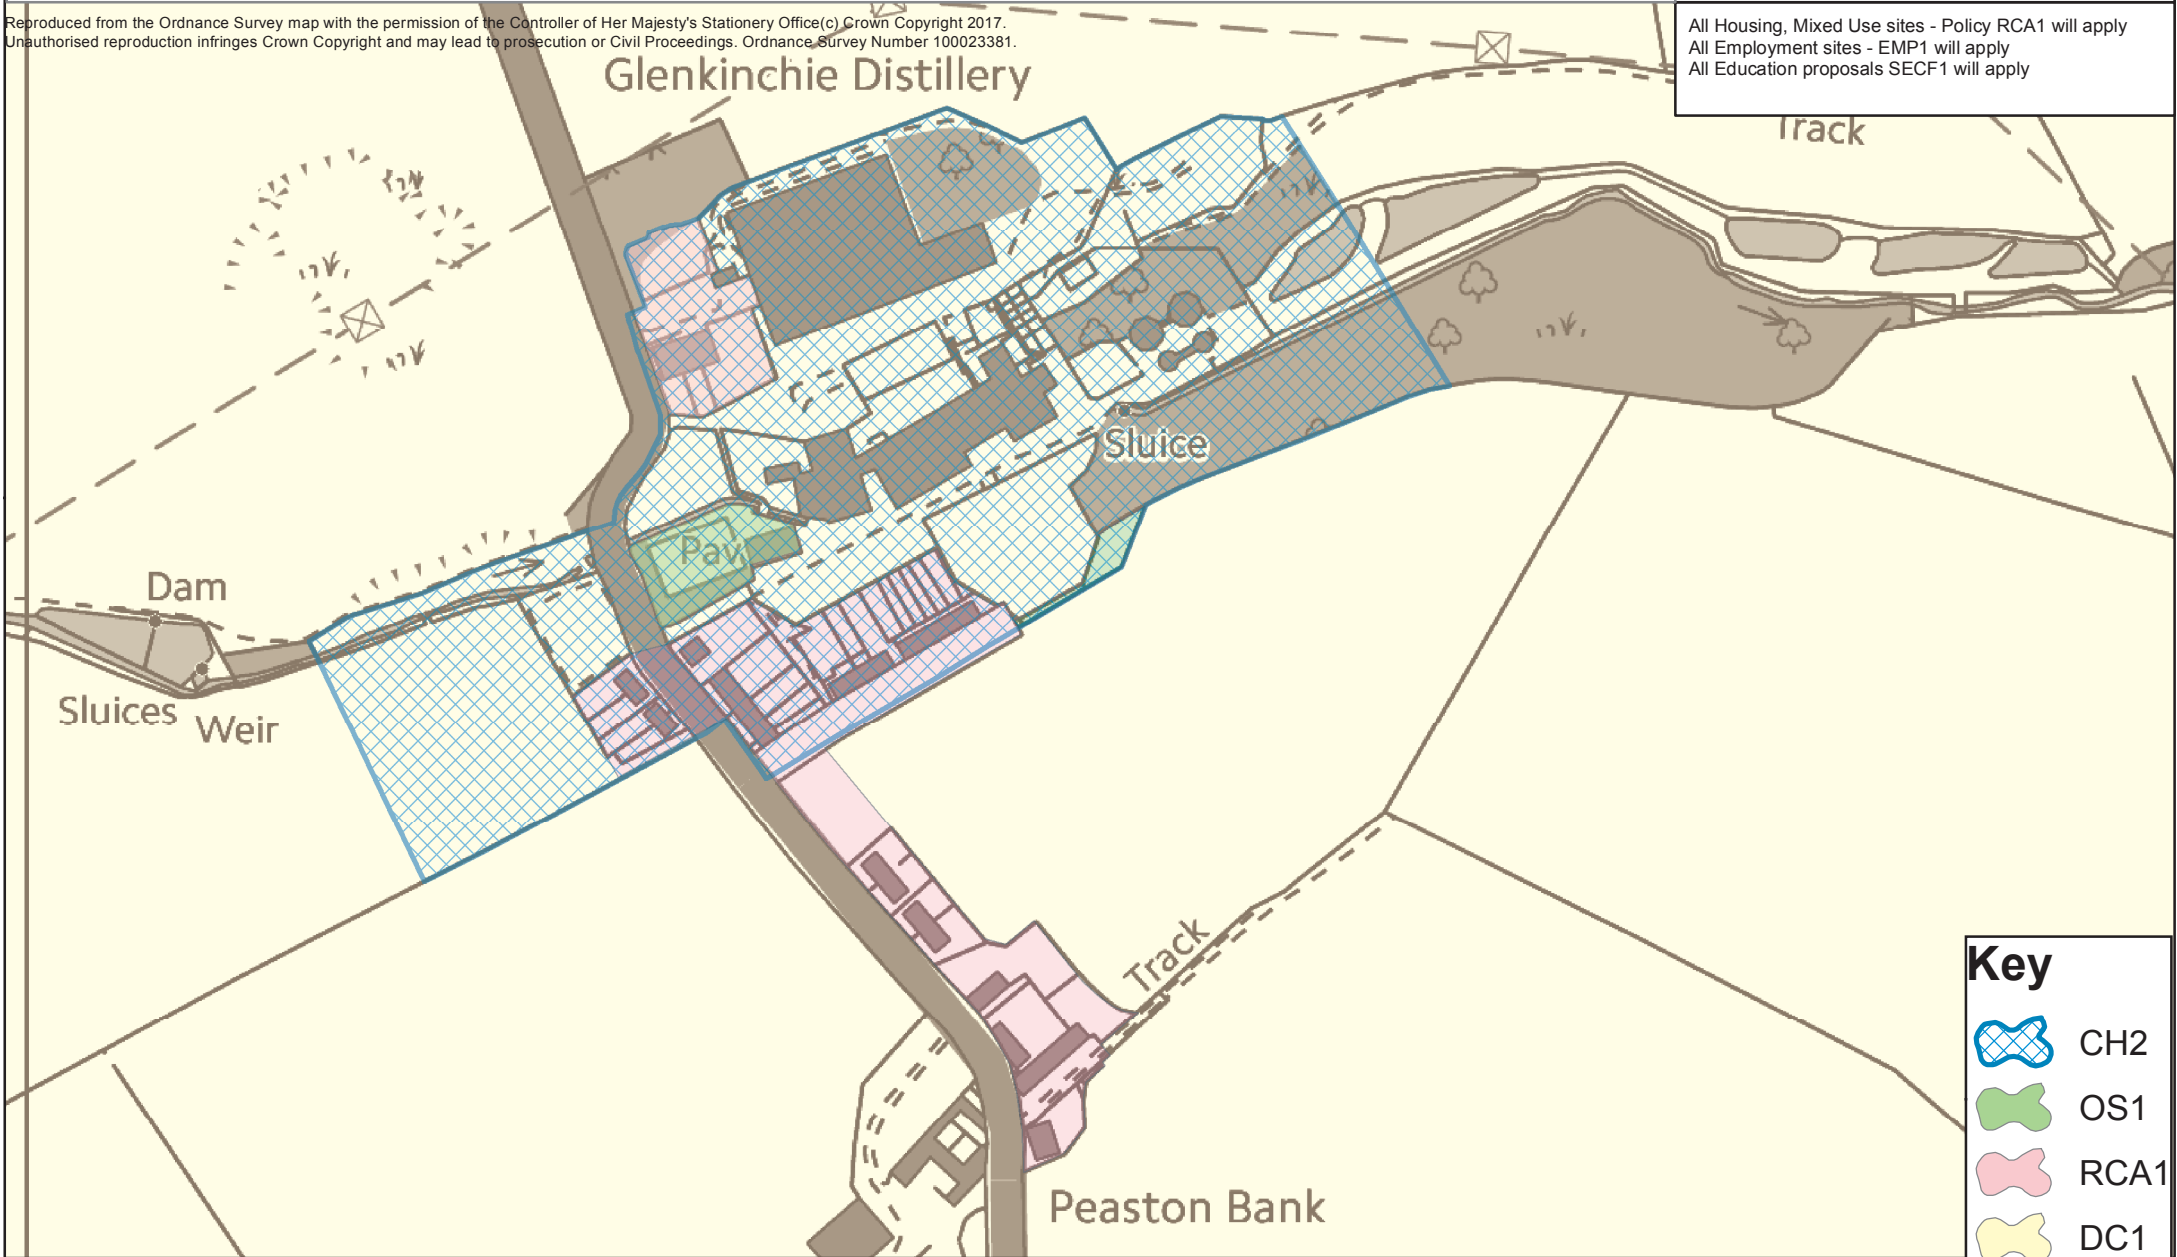 Reproduced from the Ordnance Survey map with the permission of the Controller of Her Majesty's Stationery Office(c) Crown Copyright 2017.
Unauthorised reproduction infringes Crown Copyright and may lead to prosecution or Civil Proceedings. Ordnance Survey Number 100023381.
All Housing, Mixed Use sites - Policy RCA1 will apply
All Employment sites - EMP1 will apply
All Education proposals SECF1 will apply
Glenkinchie Distillery
Track
Sluice
Pav
Dam
Sluices
Weir
Track
Peaston Bank
Key
CH2
OS1
RCA1
DC1